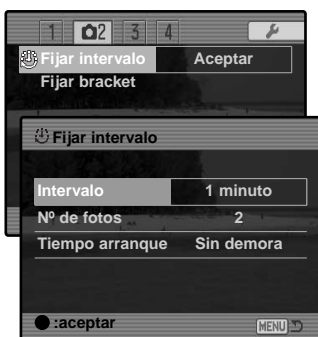 1 2 3 4
Fijar intervalo Aceptar
Fijar bracket
Fijar intervalo
Intervalo 1 minuto
Nº de fotos 2
Tiempo arranque Sin demora
:aceptar MENU